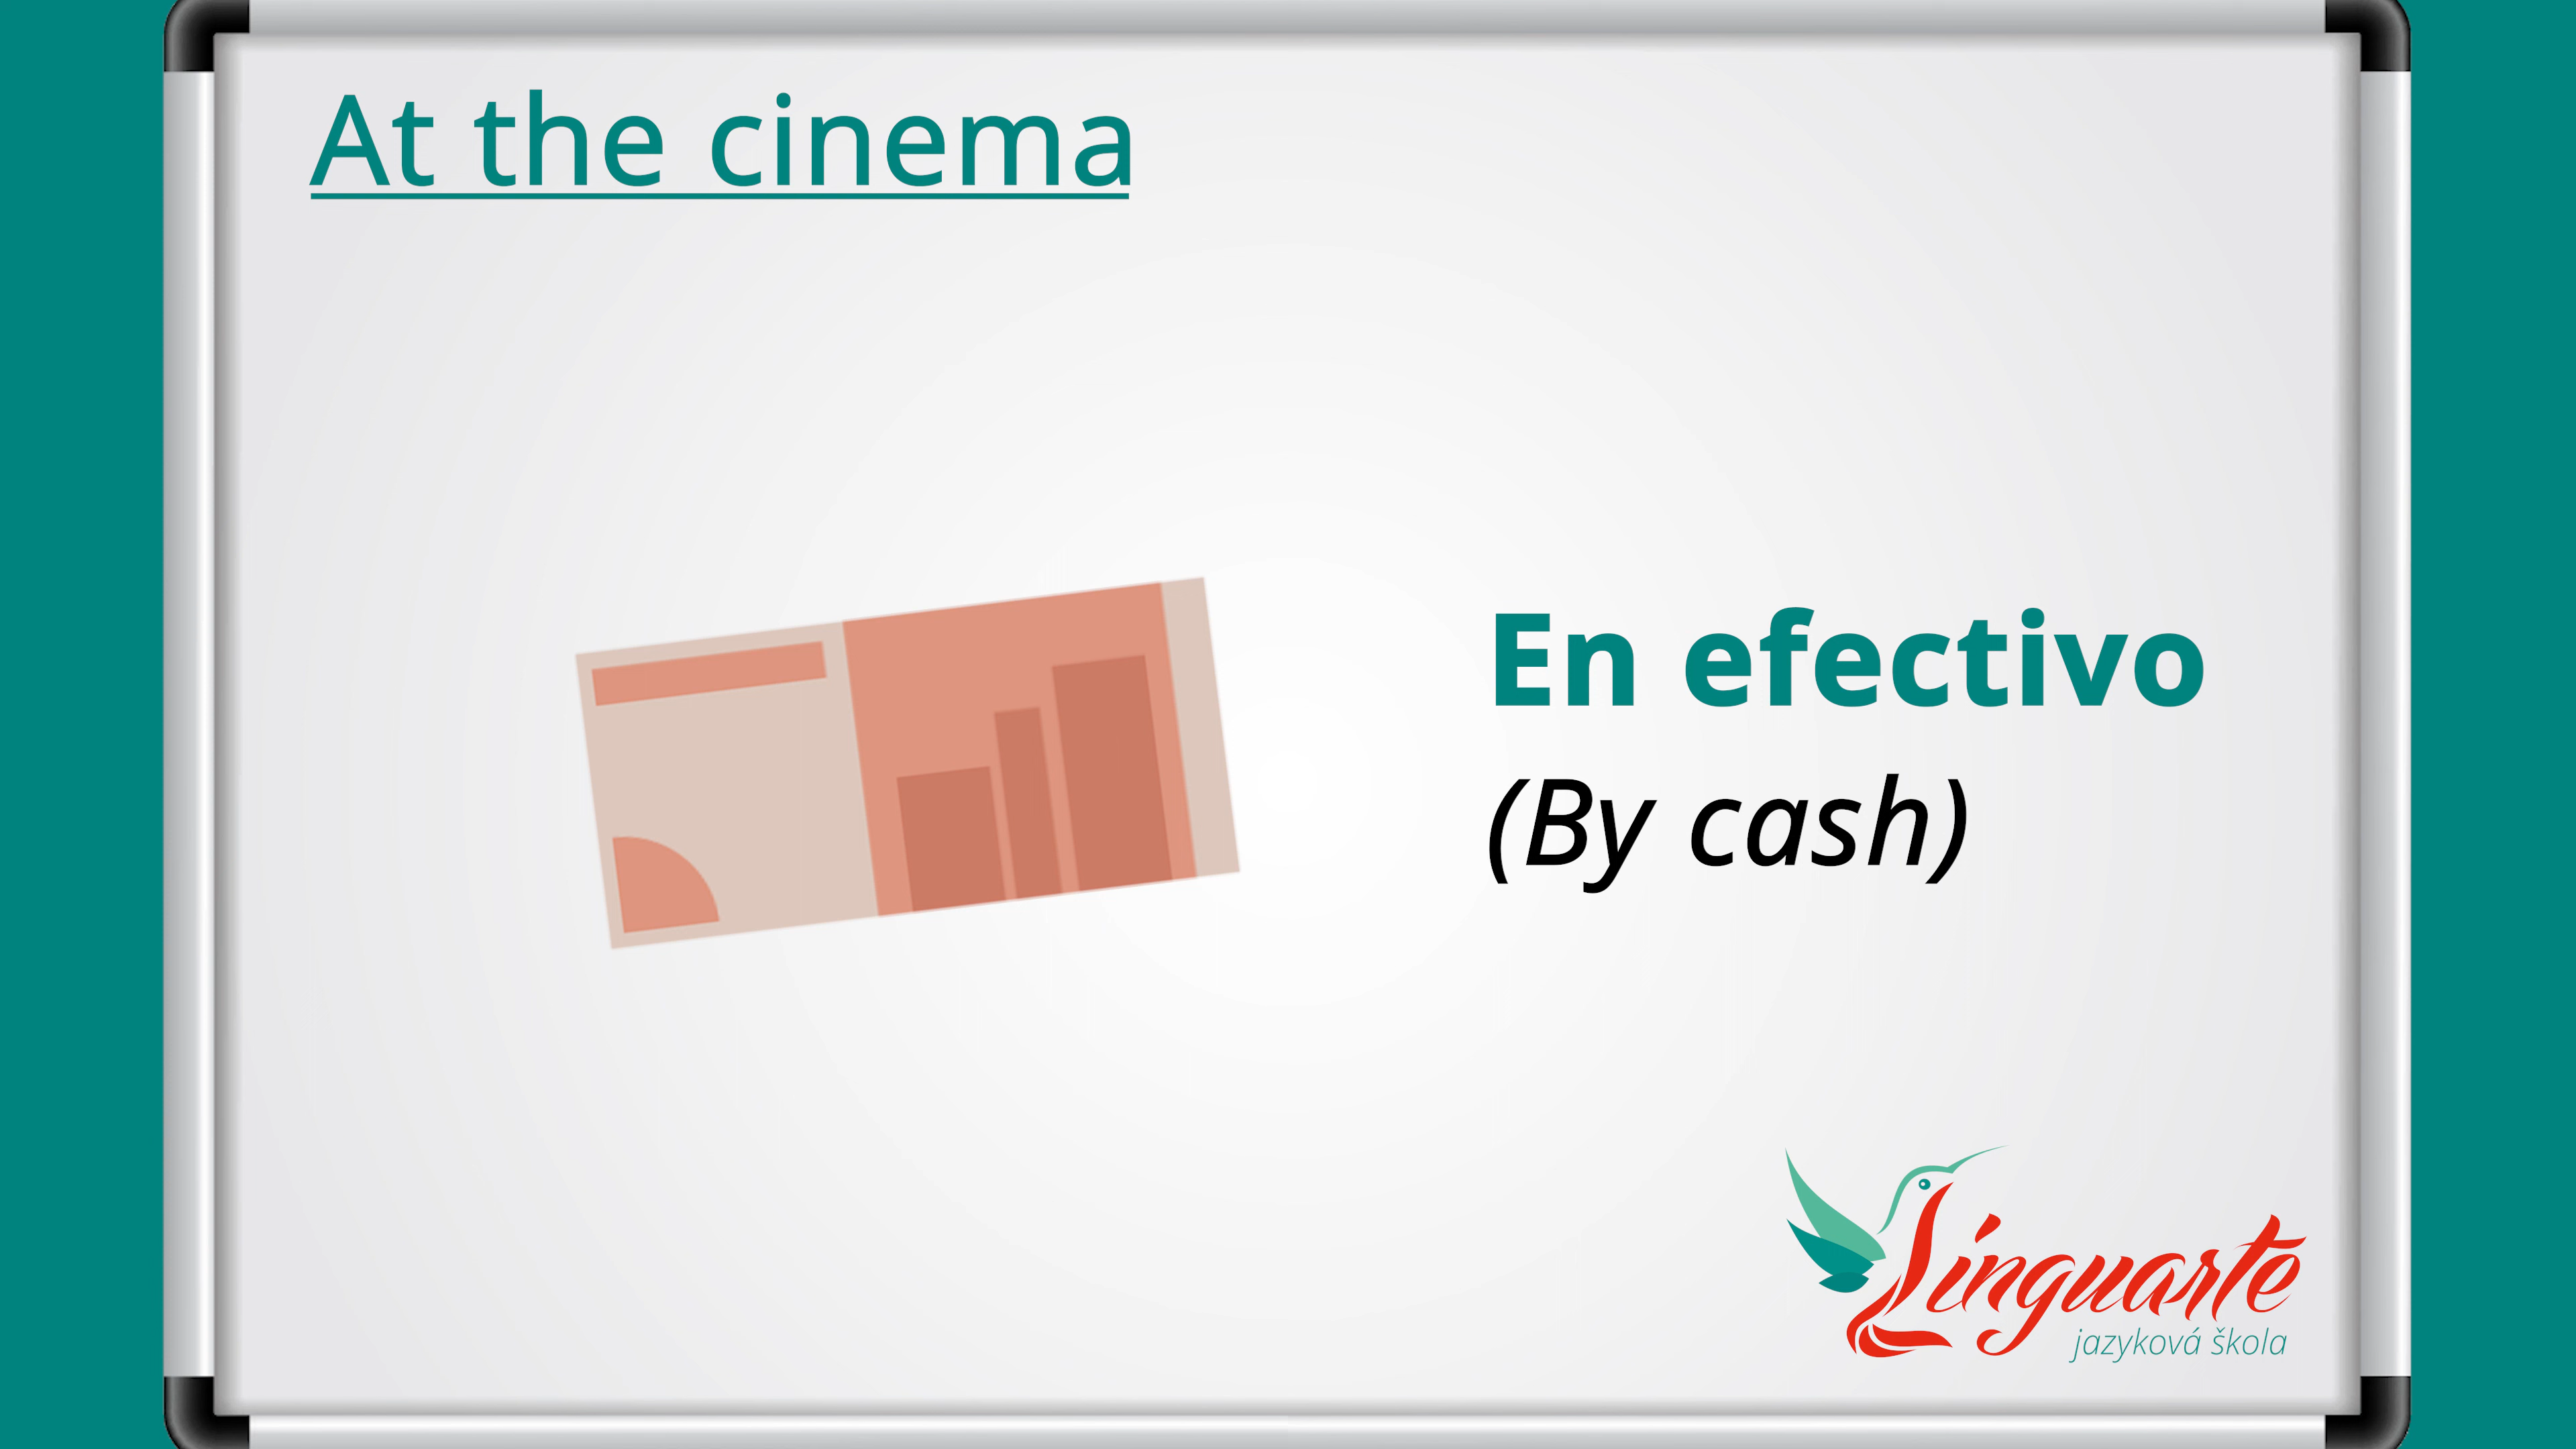 At the cinema
En efectivo
(By cash)
Linguarte
jazyková škola